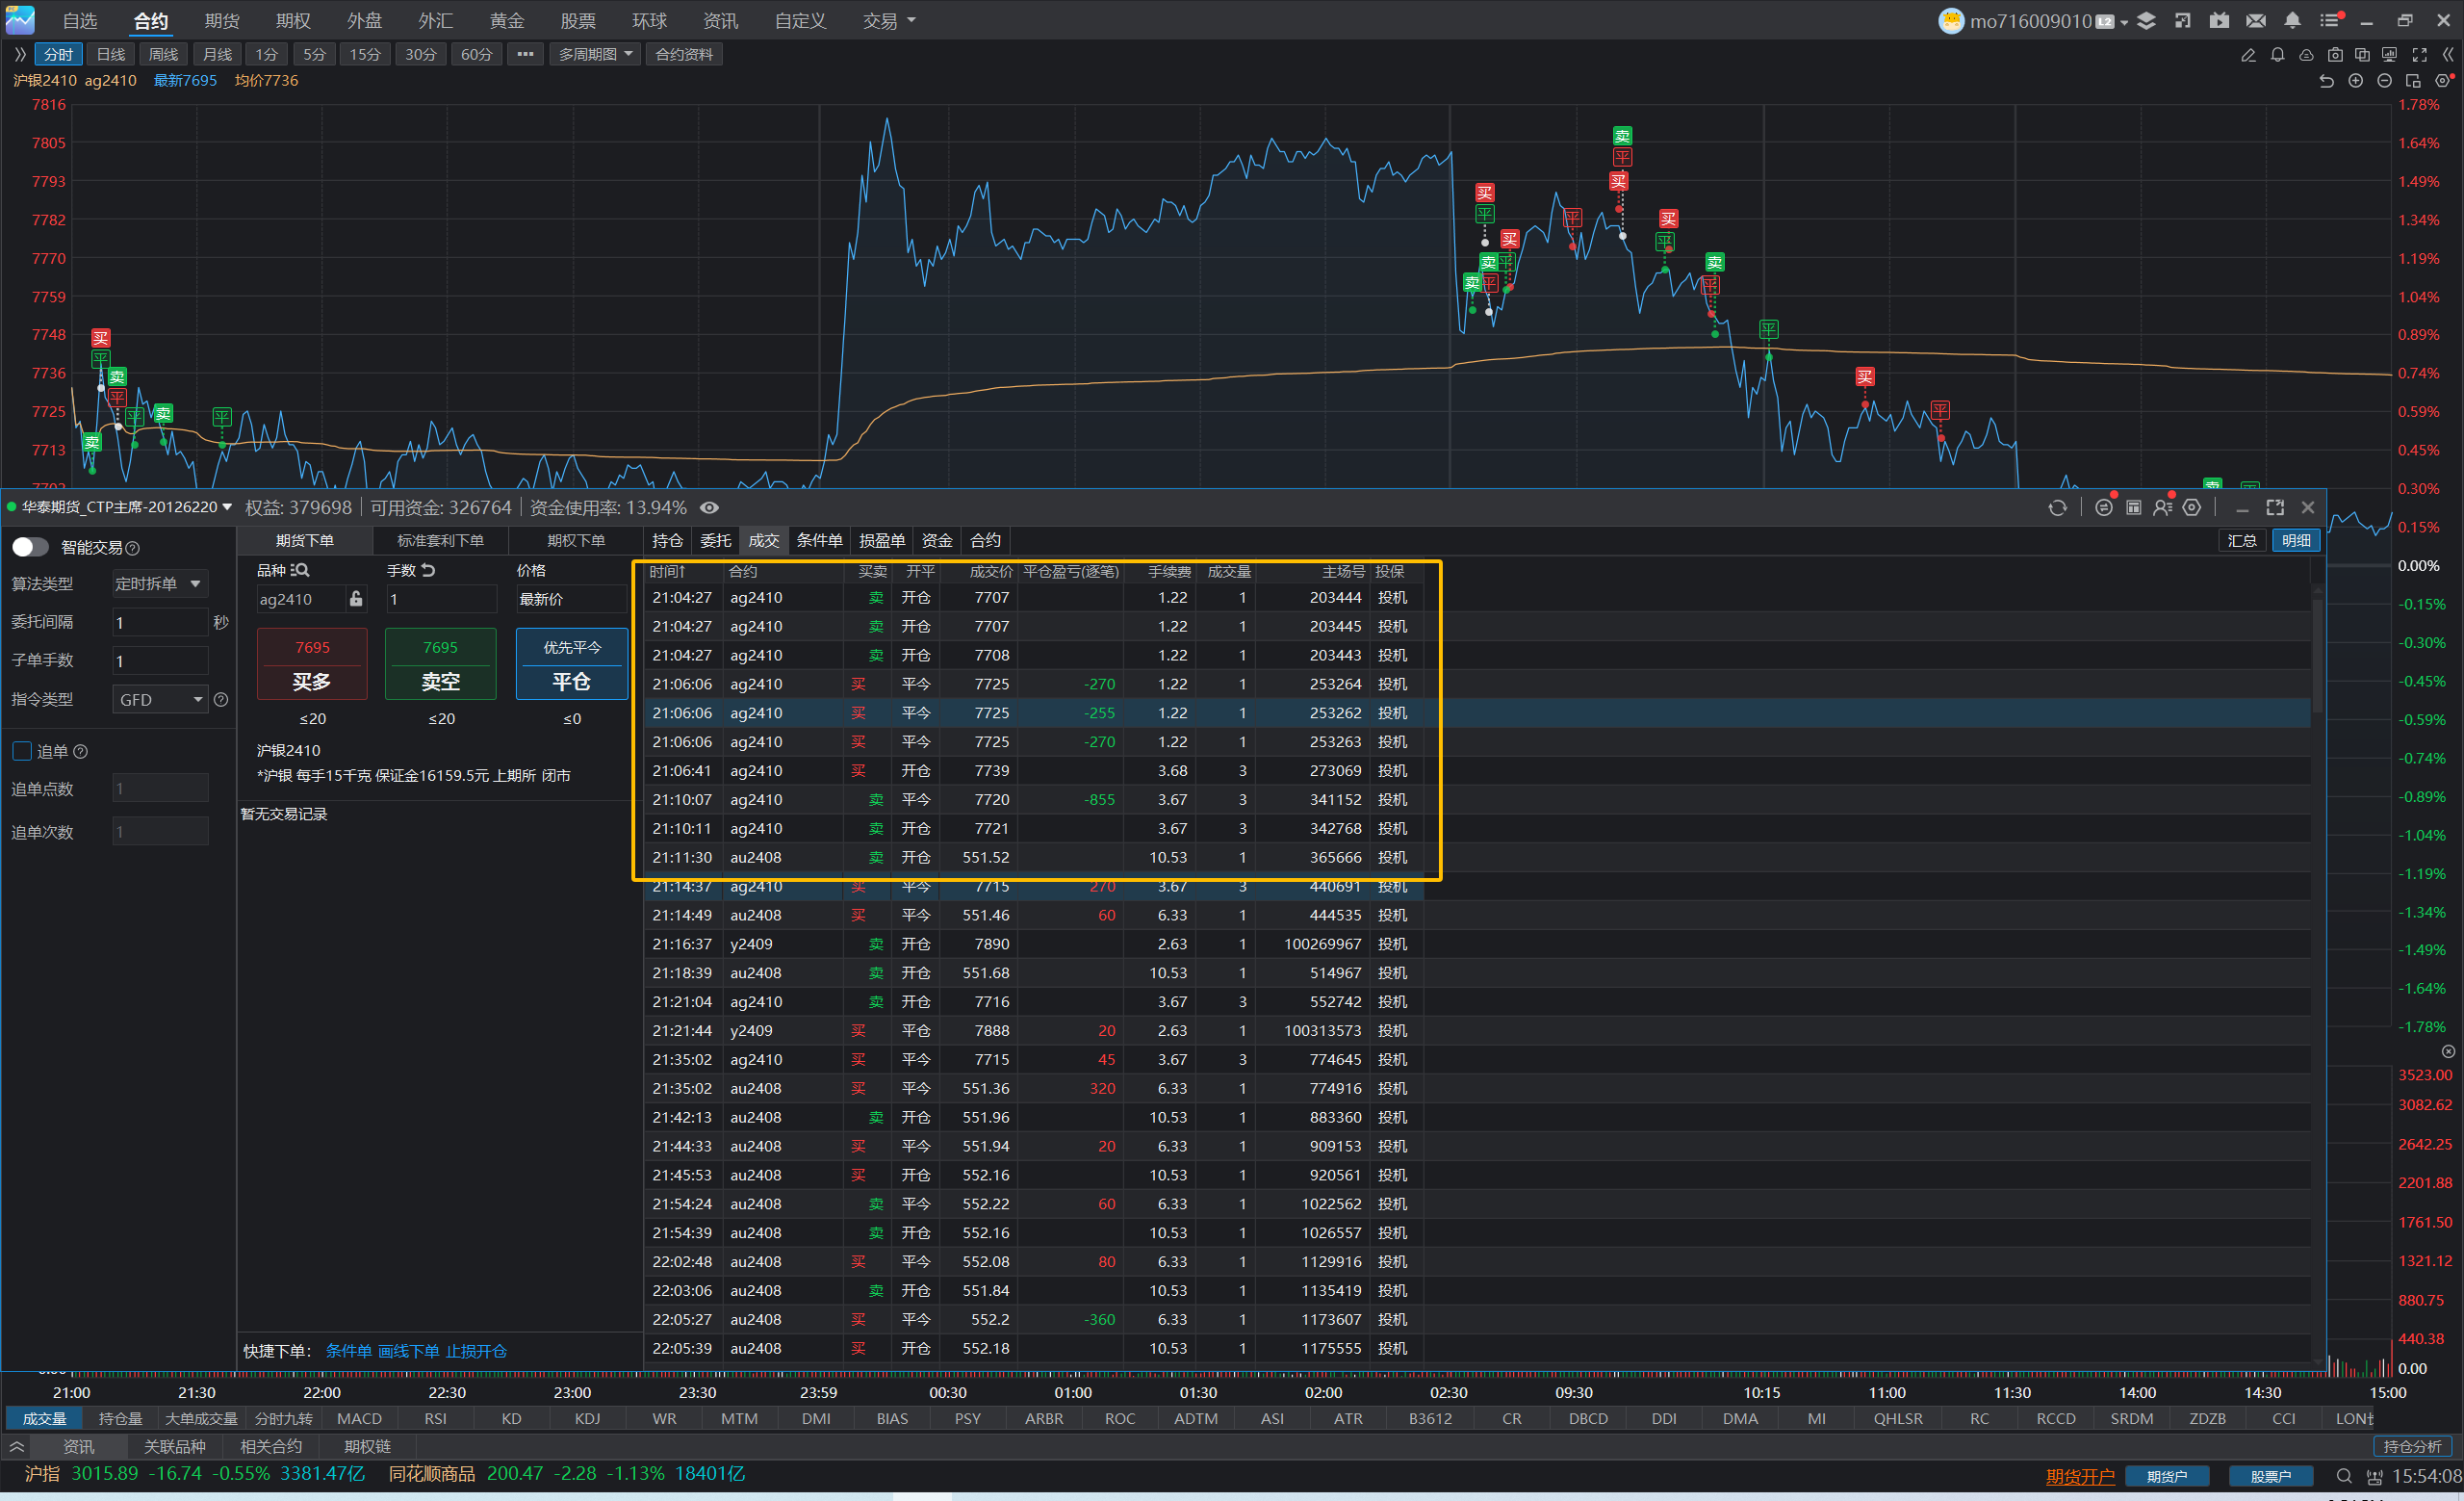 自选 合约 期货 期权 外盘 外汇 黄金 股票 环球 资讯 自定义 交易 mo716009010 L2
分时 日线 周线 月线 1分 5分 15分 30分 60分 ••• 多周期图 合约资料
沪银2410 ag2410 最新7695 均价7736
7816 1.78%
7805 1.64%
7793 1.49%
7782 1.34%
7770 1.19%
7759 1.04%
7748 0.89%
7736 0.74%
7725 0.59%
7713 0.45%
7702 0.30%
买 平 卖 平 平 卖 卖 平
买 平 卖 平 卖 平 买 平 卖 平 买 买 平 卖 平 平 买 平
华泰期货_CTP主席-20126220 权益: 379698 可用资金: 326764 资金使用率: 13.94%
智能交易
算法类型 定时拆单
委托间隔 1 秒
子单手数 1
指令类型 GFD
追单
追单点数 1
追单次数 1
期货下单 标准套利下单 期权下单
品种 手数 价格
ag2410 1 最新价
7695 7695 优先平今
买多 卖空 平仓
≤20 ≤20 ≤0
沪银2410
*沪银 每手15千克 保证金16159.5元 上期所 闭市
暂无交易记录
快捷下单： 条件单 画线下单 止损开仓
持仓 委托 成交 条件单 损盈单 资金 合约 汇总 明细
时间↑ 合约 买卖 开平 成交价 平仓盈亏(逐笔) 手续费 成交量 主场号 投保
21:04:27 ag2410 卖 开仓 7707 1.22 1 203444 投机
21:04:27 ag2410 卖 开仓 7707 1.22 1 203445 投机
21:04:27 ag2410 卖 开仓 7708 1.22 1 203443 投机
21:06:06 ag2410 买 平今 7725 -270 1.22 1 253264 投机
21:06:06 ag2410 买 平今 7725 -255 1.22 1 253262 投机
21:06:06 ag2410 买 平今 7725 -270 1.22 1 253263 投机
21:06:41 ag2410 买 开仓 7739 3.68 3 273069 投机
21:10:07 ag2410 卖 平今 7720 -855 3.67 3 341152 投机
21:10:11 ag2410 卖 开仓 7721 3.67 3 342768 投机
21:11:30 au2408 卖 开仓 551.52 10.53 1 365666 投机
21:14:37 ag2410 买 平今 7715 270 3.67 3 440691 投机
21:14:49 au2408 买 平今 551.46 60 6.33 1 444535 投机
21:16:37 y2409 卖 开仓 7890 2.63 1 100269967 投机
21:18:39 au2408 卖 开仓 551.68 10.53 1 514967 投机
21:21:04 ag2410 卖 开仓 7716 3.67 3 552742 投机
21:21:44 y2409 买 平仓 7888 20 2.63 1 100313573 投机
21:35:02 ag2410 买 平今 7715 45 3.67 3 774645 投机
21:35:02 au2408 买 平今 551.36 320 6.33 1 774916 投机
21:42:13 au2408 卖 开仓 551.96 10.53 1 883360 投机
21:44:33 au2408 买 平今 551.94 20 6.33 1 909153 投机
21:45:53 au2408 买 开仓 552.16 10.53 1 920561 投机
21:54:24 au2408 卖 平今 552.22 60 6.33 1 1022562 投机
21:54:39 au2408 卖 开仓 552.16 10.53 1 1026557 投机
22:02:48 au2408 买 平今 552.08 80 6.33 1 1129916 投机
22:03:06 au2408 卖 开仓 551.84 10.53 1 1135419 投机
22:05:27 au2408 买 平今 552.2 -360 6.33 1 1173607 投机
22:05:39 au2408 买 开仓 552.18 10.53 1 1175555 投机
0.15%
0.00%
-0.15%
-0.30%
-0.45%
-0.59%
-0.74%
-0.89%
-1.04%
-1.19%
-1.34%
-1.49%
-1.64%
-1.78%
3523.00
3082.62
2642.25
2201.88
1761.50
1321.12
880.75
440.38
0.00
21:00 21:30 22:00 22:30 23:00 23:30 23:59 00:30 01:00 01:30 02:00 02:30 09:30 10:15 11:00 11:30 14:00 14:30 15:00
成交量 持仓量 大单成交量 分时九转 MACD RSI KD KDJ WR MTM DMI BIAS PSY ARBR ROC ADTM ASI ATR B3612 CR DBCD DDI DMA MI QHLSR RC RCCD SRDM ZDZB CCI
资讯 关联品种 相关合约 期权链 持仓分析
沪指 3015.89 -16.74 -0.55% 3381.47亿 同花顺商品 200.47 -2.28 -1.13% 18401亿 期货开户 期货户 股票户 15:54:08